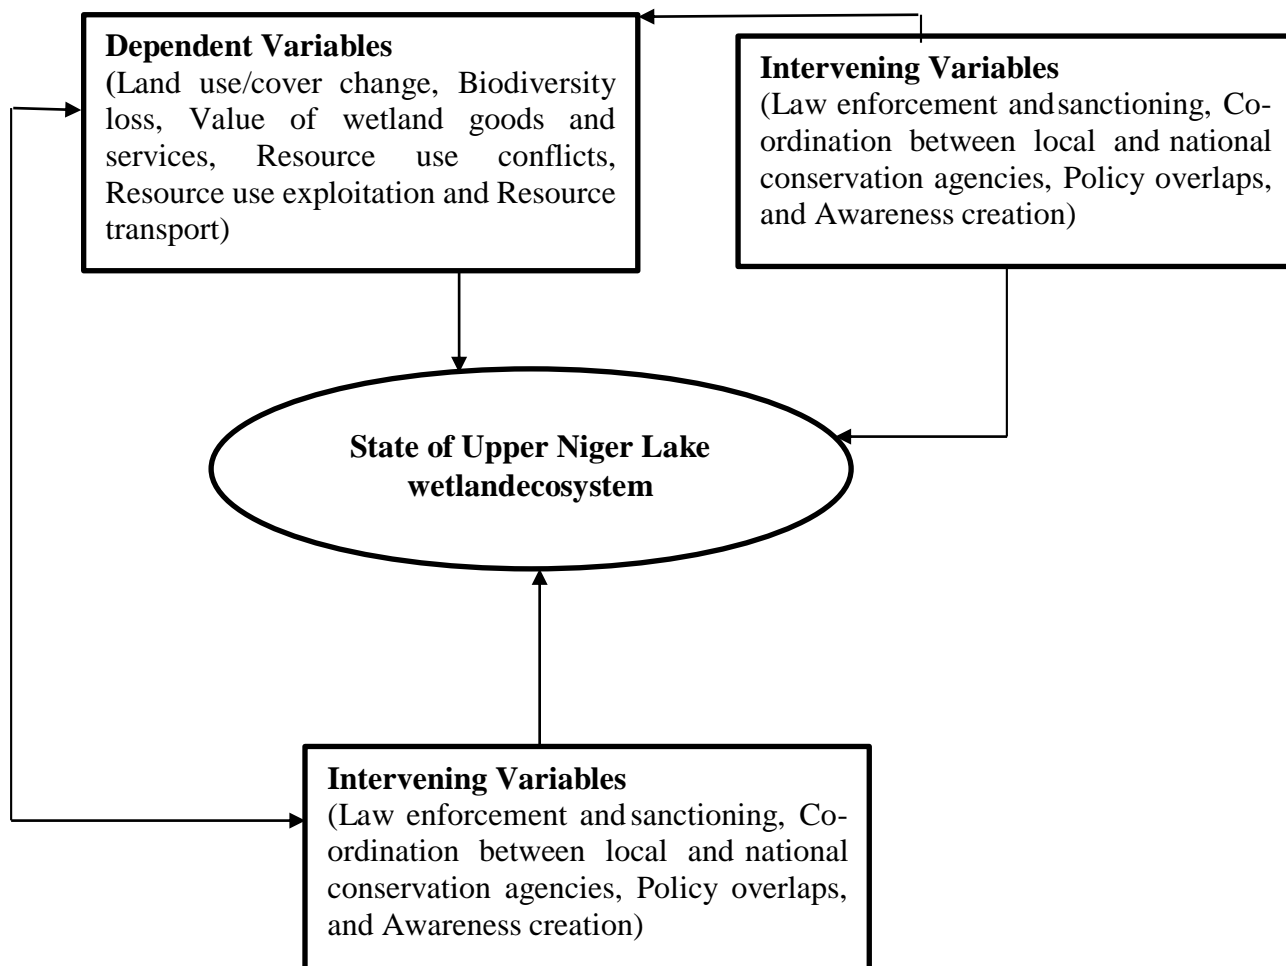 Dependent Variables
(Land use/cover change, Biodiversity
loss, Value of wetland goods and
services, Resource use conflicts,
Resource use exploitation and Resource
transport)
Intervening Variables
(Law enforcement andsanctioning, Co-
ordination between local and national
conservation agencies, Policy overlaps,
and Awareness creation)
State of Upper Niger Lake
wetlandecosystem
Intervening Variables
(Law enforcement and sanctioning, Co-
ordination between local and national
conservation agencies, Policy overlaps,
and Awareness creation)